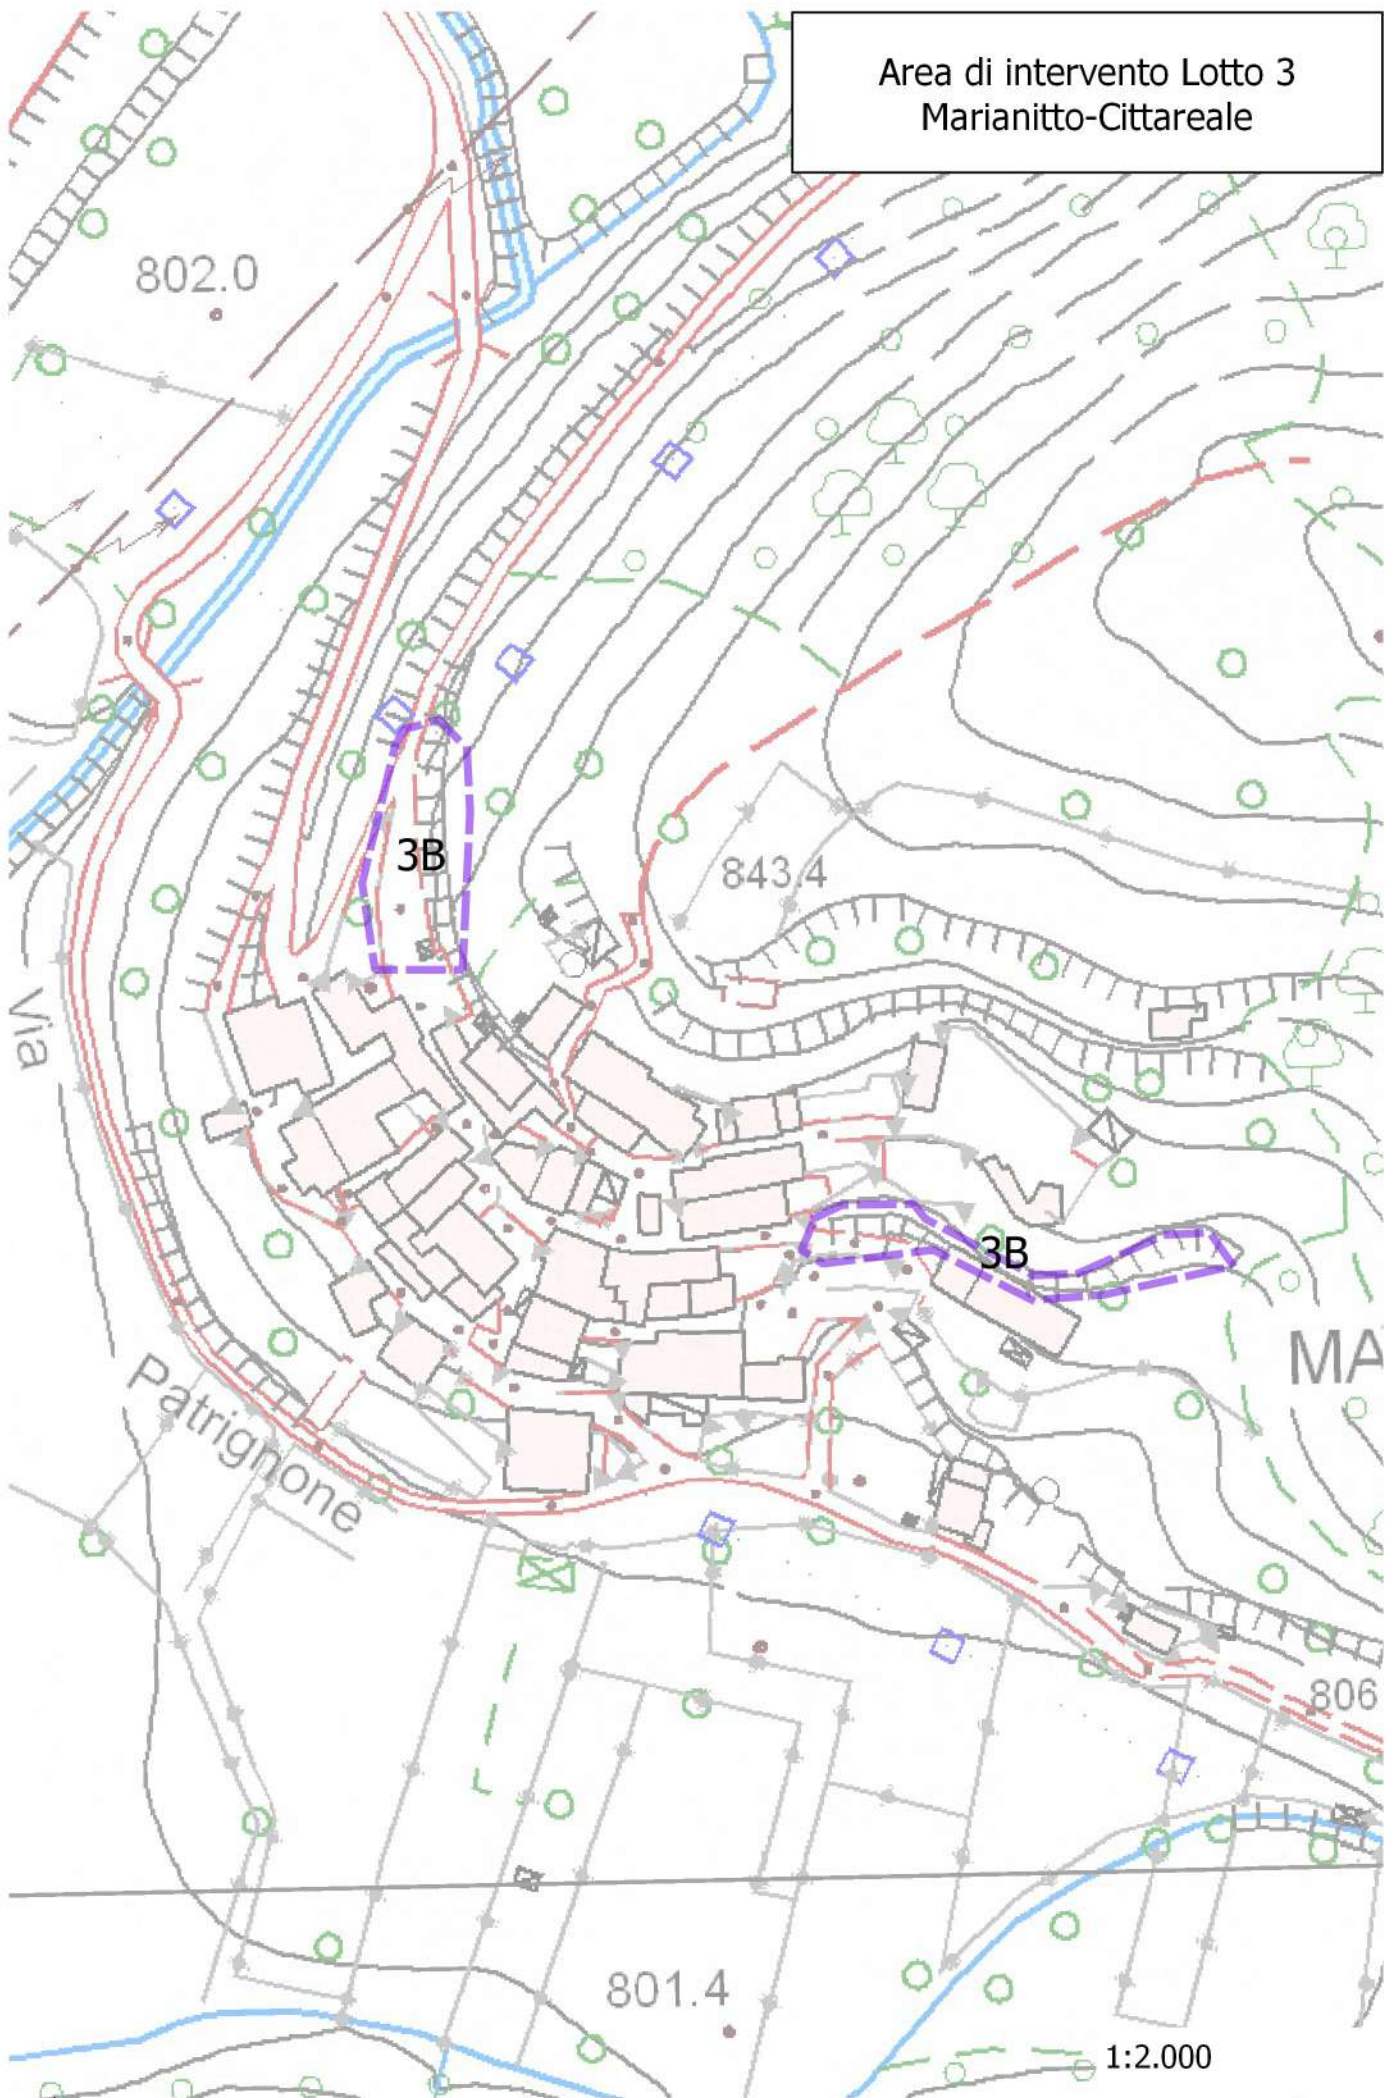 Area di intervento Lotto 3
Marianitto-Cittareale
802.0
3B
843.4
Via
3B
MA
Patrignone
806
801.4
1:2.000